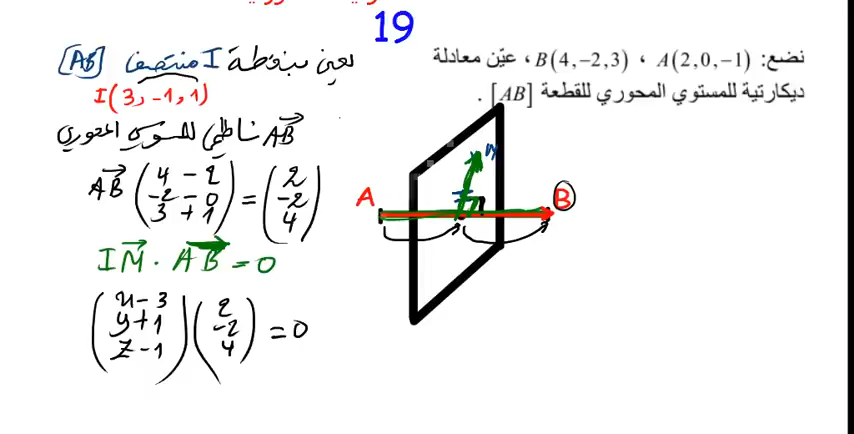 19
نضع: A(2,0,−1) ، B(4,−2,3)، عيّن معادلة
ديكارتية للمستوي المحوري للقطعة [AB] .
يعين بنقطة I منتصف [AB]
I(3, -1, 1)
AB ناظمي للمستوي المحوري
AB (4 - 2
-2 - 0
3 + 1) = (2
-2
4)
IM · AB = 0
(x - 3
y + 1
z - 1) (2
-2
4) = 0
A
I
M
B